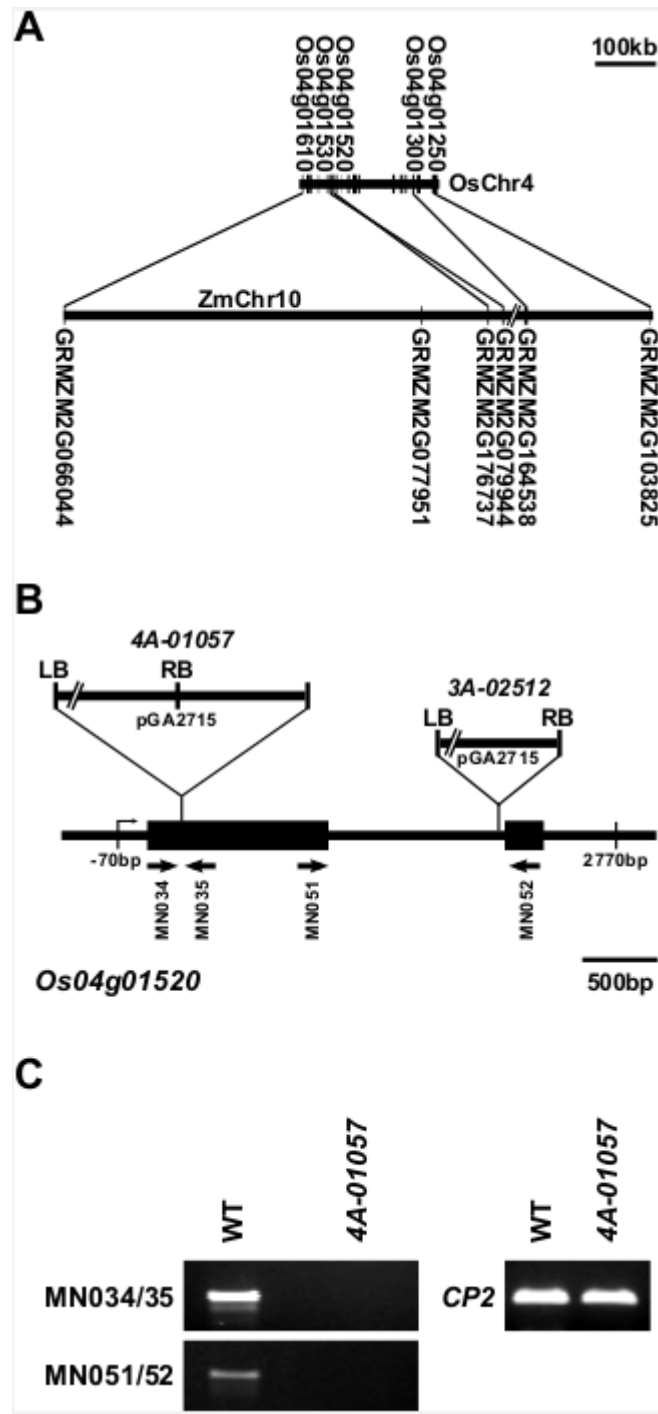 A
100kb
Os04g01610
Os04g01530
Os04g01520
Os04g01300
Os04g01250
OsChr4
ZmChr10
GRMZM2G066044
GRMZM2G077951
GRMZM2G176737
GRMZM2G079944
GRMZM2G164538
GRMZM2G103825
B
4A-01057
LB
RB
pGA2715
3A-02512
LB
RB
pGA2715
-70bp
2770bp
MN034
MN035
MN051
MN052
Os04g01520
500bp
C
WT
4A-01057
WT
4A-01057
MN034/35
CP2
MN051/52